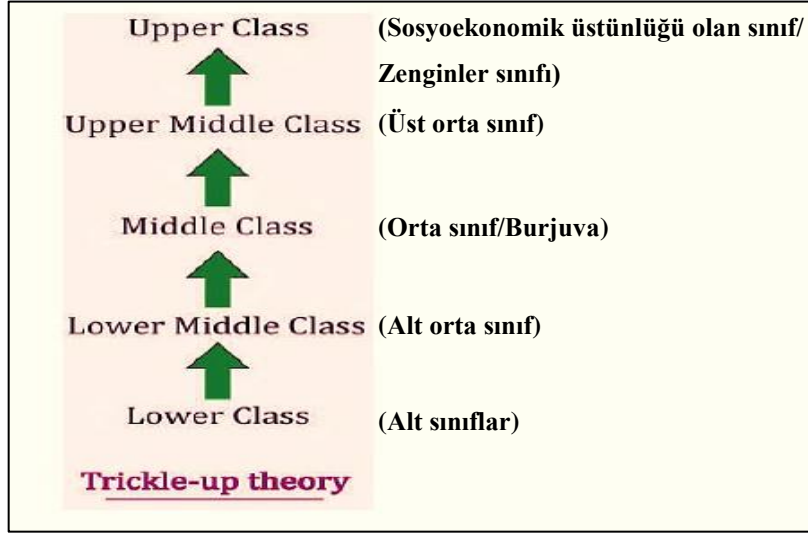 Upper Class (Sosyoekonomik üstünlüğü olan sınıf/
Zenginler sınıfı)
Upper Middle Class (Üst orta sınıf)
Middle Class (Orta sınıf/Burjuva)
Lower Middle Class (Alt orta sınıf)
Lower Class (Alt sınıflar)
Trickle-up theory